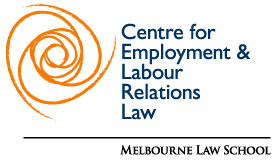 Centre for
Employment &
Labour
Relations
Law
MELBOURNE LAW SCHOOL